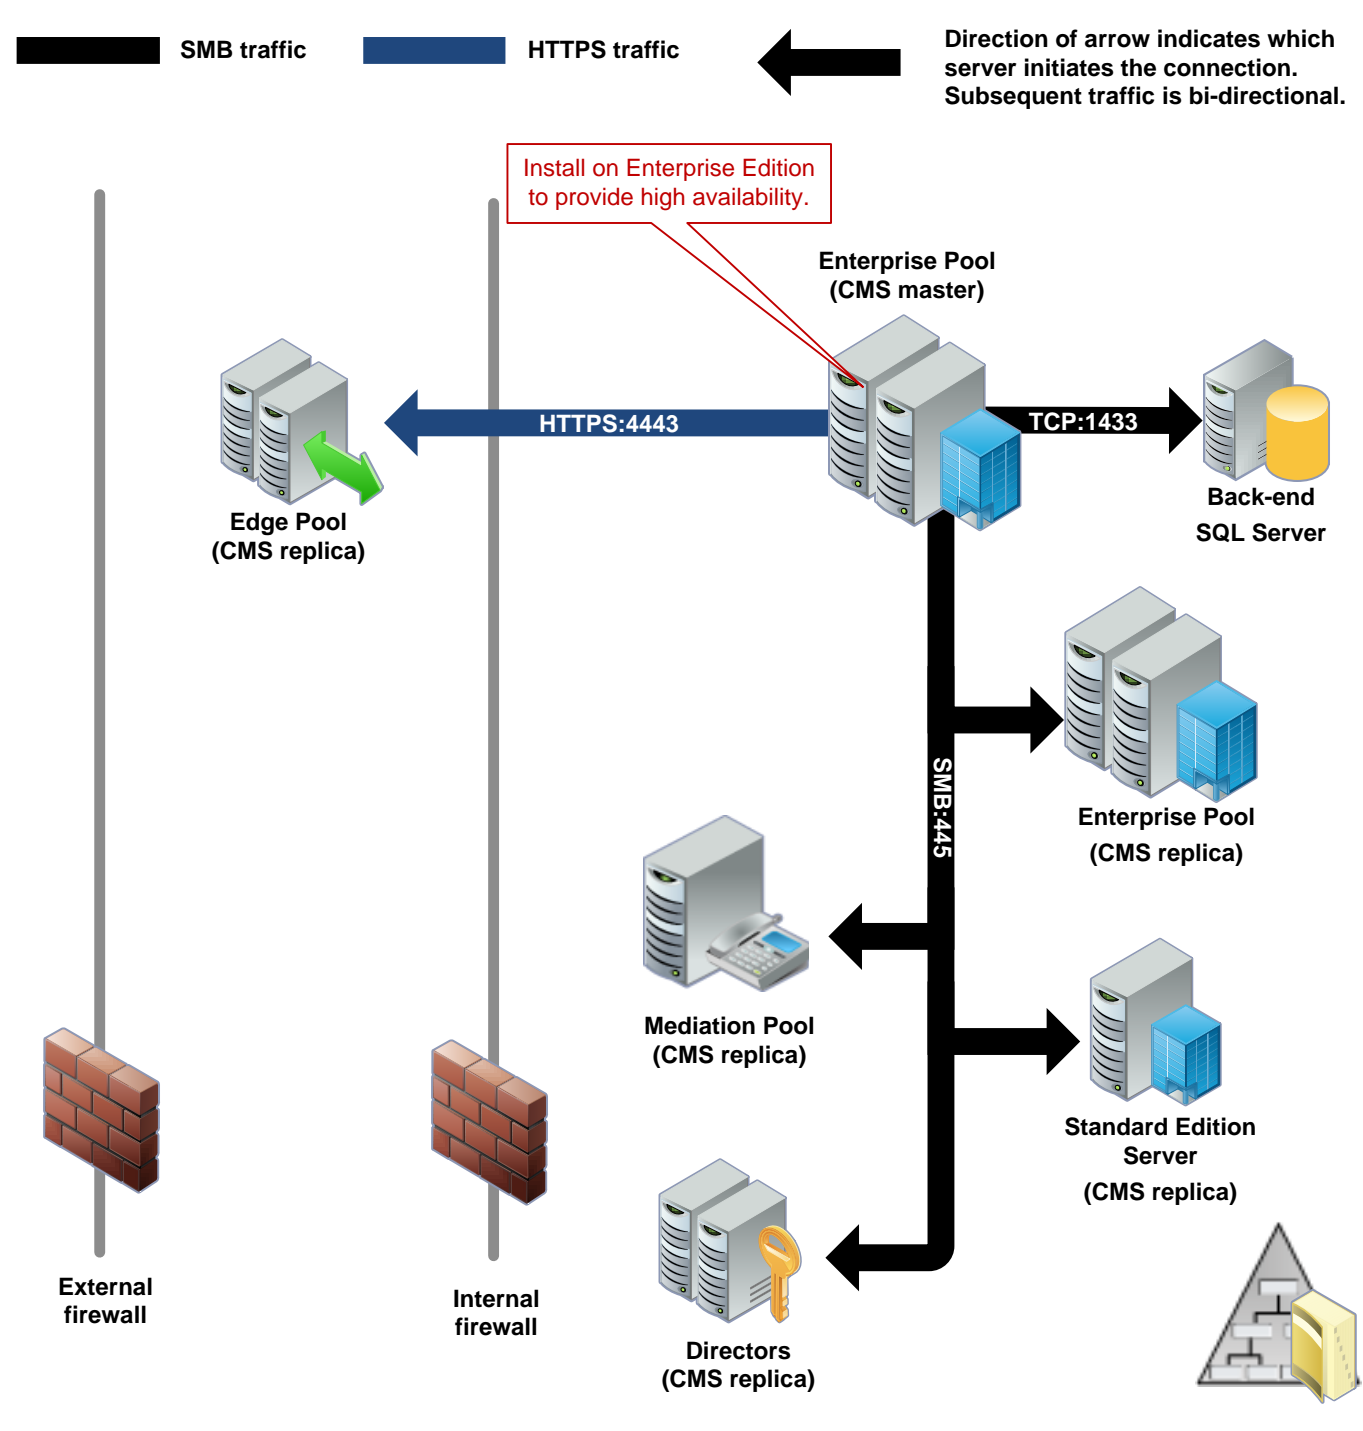 SMB traffic
HTTPS traffic
Direction of arrow indicates which
server initiates the connection.
Subsequent traffic is bi-directional.
Install on Enterprise Edition
to provide high availability.
Enterprise Pool
(CMS master)
HTTPS:4443
TCP:1433
Edge Pool
(CMS replica)
Back-end
SQL Server
SMB:445
Enterprise Pool
(CMS replica)
Mediation Pool
(CMS replica)
Standard Edition
Server
(CMS replica)
External
firewall
Internal
firewall
Directors
(CMS replica)